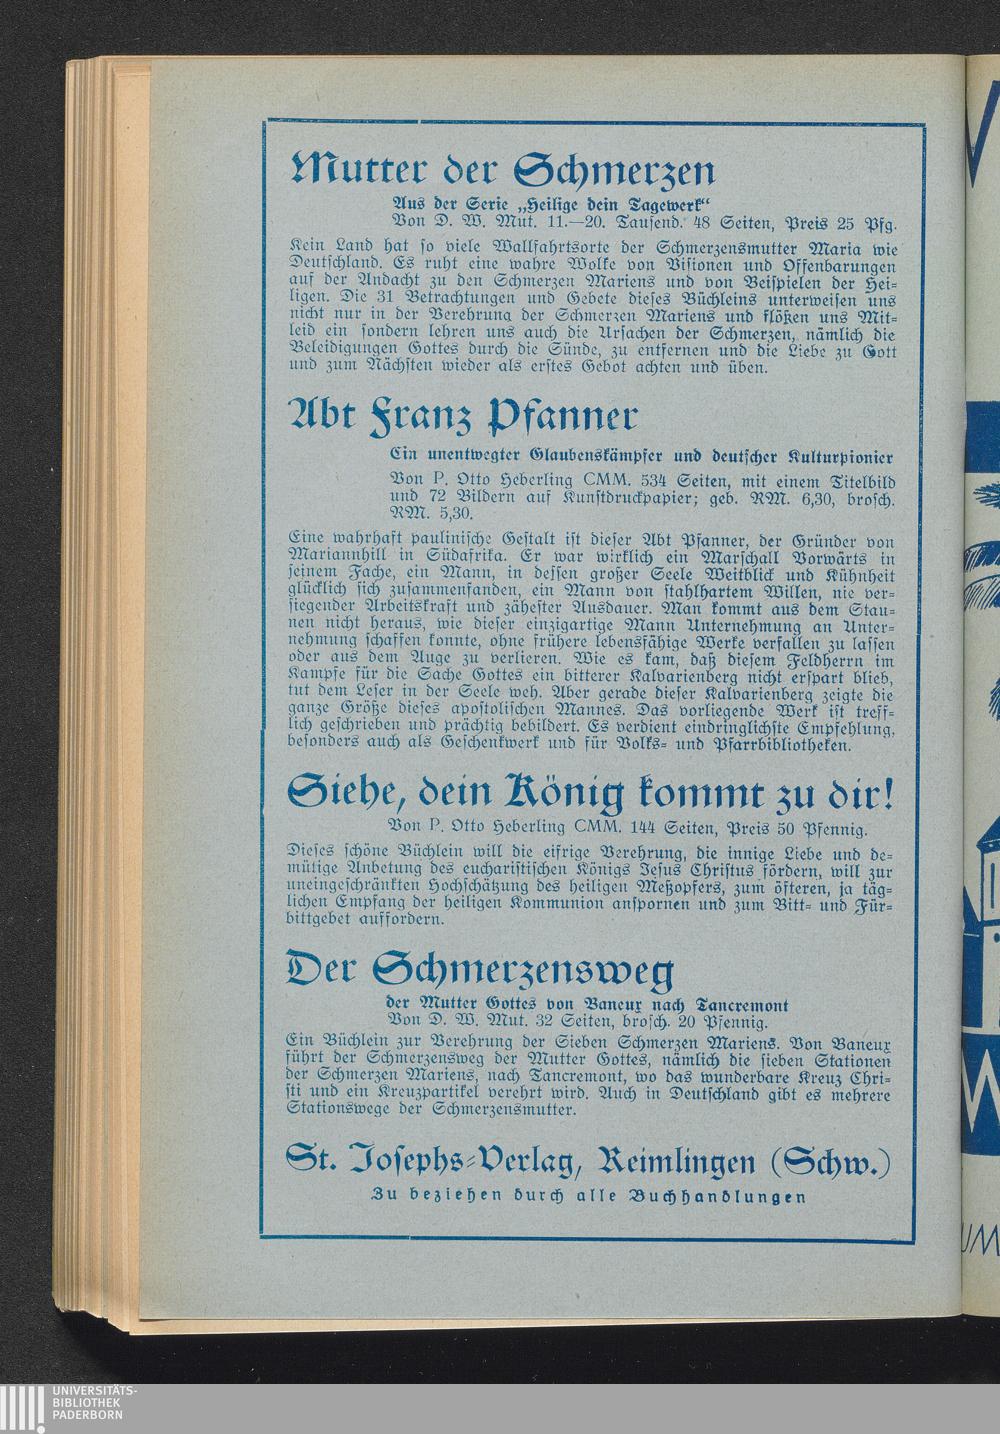 Mutter der Schmerzen
Aus der Serie „Heilige dein Tagewerk"
Von D. W. Mut. 11.—20. Tausend. 48 Seiten, Preis 25 Pfg.
Kein Land hat so viele Wallfahrtsorte der Schmerzensmutter Maria wie
Deutschland. Es ruht eine wahre Wolke von Visionen und Offenbarungen
auf der Andacht zu den Schmerzen Mariens und von Beispielen der Hei-
ligen. Die 31 Betrachtungen und Gebete dieses Büchleins unterweisen uns
nicht nur in der Verehrung der Schmerzen Mariens und flößen uns Mit-
leid ein sondern lehren uns auch die Ursachen der Schmerzen, nämlich die
Beleidigungen Gottes durch die Sünde, zu entfernen und die Liebe zu Gott
und zum Nächsten wieder als erstes Gebot achten und üben.
Abt Franz Pfanner
Ein unentwegter Glaubenskämpfer und deutscher Kulturpionier
Von P. Otto Heberling CMM. 534 Seiten, mit einem Titelbild
und 72 Bildern auf Kunstdruckpapier; geb. RM. 6,30, brosch.
RM. 5,30.
Eine wahrhaft paulinische Gestalt ist dieser Abt Pfanner, der Gründer von
Mariannhill in Südafrika. Er war wirklich ein Marschall Vorwärts in
seinem Fache, ein Mann, in dessen großer Seele Weitblick und Kühnheit
glücklich sich zusammenfanden, ein Mann von stahlhartem Willen, nie ver-
siegender Arbeitskraft und zähester Ausdauer. Man kommt aus dem Stau-
nen nicht heraus, wie dieser einzigartige Mann Unternehmung an Unter-
nehmung schaffen konnte, ohne frühere lebensfähige Werke verfallen zu lassen
oder aus dem Auge zu verlieren. Wie es kam, daß diesem Feldherrn im
Kampfe für die Sache Gottes ein bitterer Kalvarienberg nicht erspart blieb,
tut dem Leser in der Seele weh. Aber gerade dieser Kalvarienberg zeigte die
ganze Größe dieses apostolischen Mannes. Das vorliegende Werk ist treff-
lich geschrieben und prächtig bebildert. Es verdient eindringlichste Empfehlung,
besonders auch als Geschenkwerk und für Volks- und Pfarrbibliotheken.
Siehe, dein König kommt zu dir!
Von P. Otto Heberling CMM. 144 Seiten, Preis 50 Pfennig.
Dieses schöne Büchlein will die eifrige Verehrung, die innige Liebe und de-
mütige Anbetung des eucharistischen Königs Jesus Christus fördern, will zur
uneingeschränkten Hochschätzung des heiligen Meßopfers, zum öfteren, ja täg-
lichen Empfang der heiligen Kommunion anspornen und zum Bitt- und Für-
bittgebet auffordern.
Der Schmerzensweg
der Mutter Gottes von Baneux nach Tancremont
Von D. W. Mut. 32 Seiten, brosch. 20 Pfennig.
Ein Büchlein zur Verehrung der Sieben Schmerzen Mariens. Von Baneux
führt der Schmerzensweg der Mutter Gottes, nämlich die sieben Stationen
der Schmerzen Mariens, nach Tancremont, wo das wunderbare Kreuz Chri-
sti und ein Kreuzpartikel verehrt wird. Auch in Deutschland gibt es mehrere
Stationswege der Schmerzensmutter.
St. Josephs-Verlag, Reimlingen (Schw.)
Zu beziehen durch alle Buchhandlungen
UNIVERSITÄTS-
BIBLIOTHEK
PADERBORN